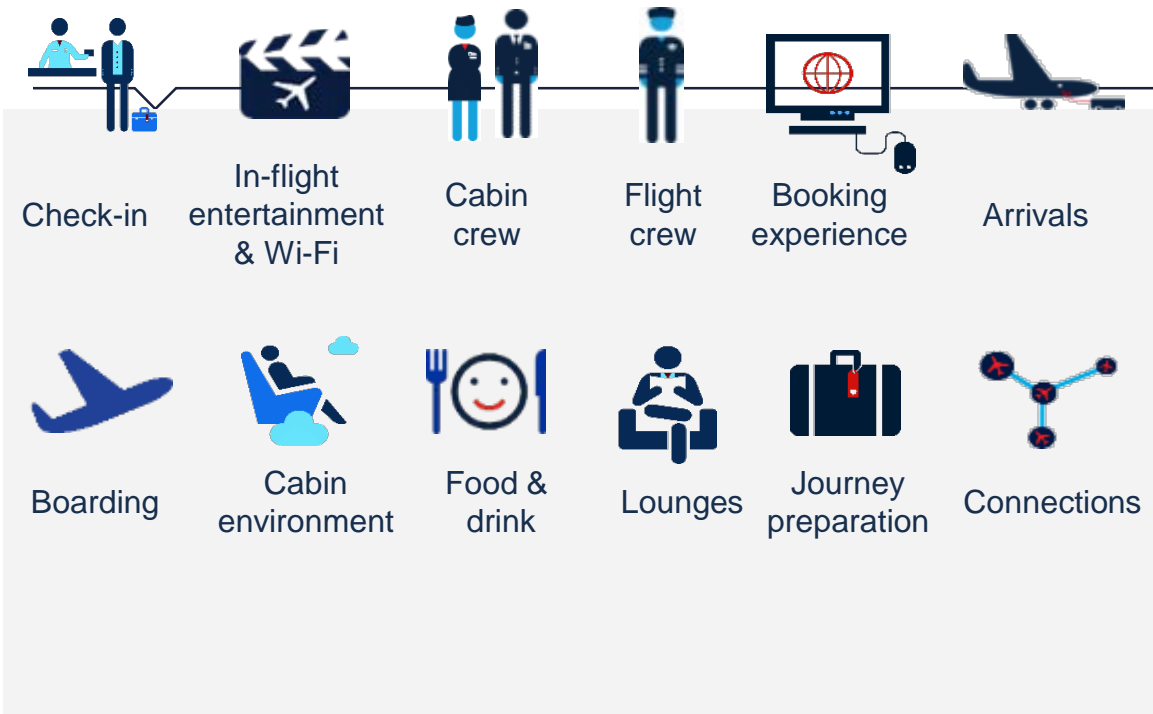 Check-in
In-flight
entertainment
& Wi-Fi
Cabin
crew
Flight
crew
Booking
experience
Arrivals
Boarding
Cabin
environment
Food &
drink
Lounges
Journey
preparation
Connections